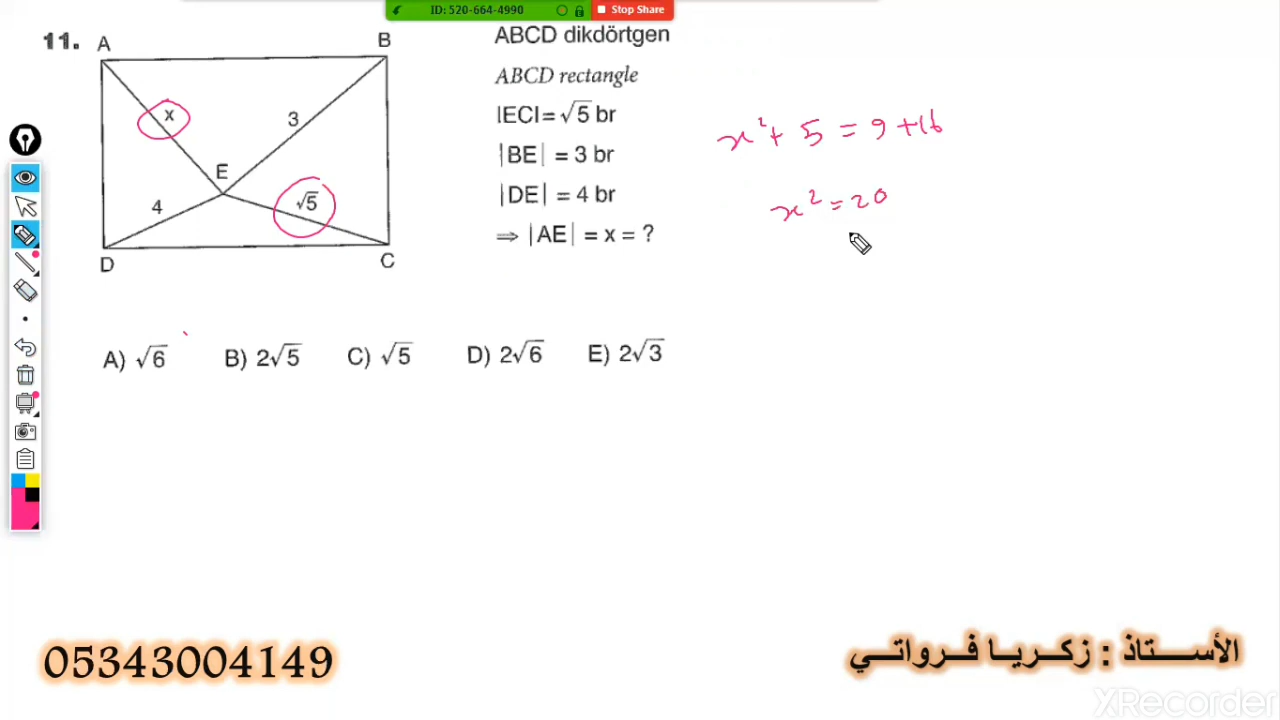 ID: 520-664-4990 Stop Share
11.
A
B
x
3
E
4
√5
D
C
ABCD dikdörtgen
ABCD rectangle
|EC|= √5 br
|BE| = 3 br
|DE| = 4 br
⇒ |AE| = x = ?
x² + 5 = 9 + 16
x² = 20
A) √6 B) 2√5 C) √5 D) 2√6 E) 2√3
05343004149
الأستاذ : زكريا فرواتي
XRecorder